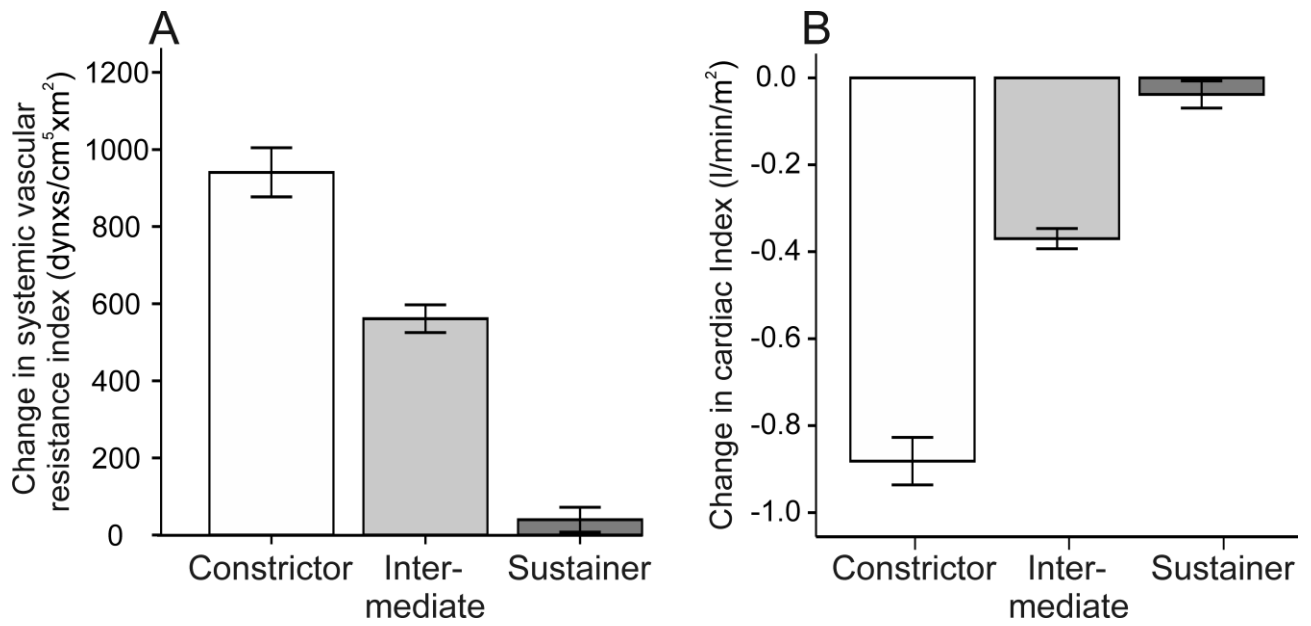 A
Change in systemic vascular
resistance index (dynxs/cm⁵xm²)
1200
1000
800
600
400
200
0
Constrictor
Inter-
mediate
Sustainer
B
Change in cardiac Index (l/min/m²)
0.0
-0.2
-0.4
-0.6
-0.8
-1.0
Constrictor
Inter-
mediate
Sustainer